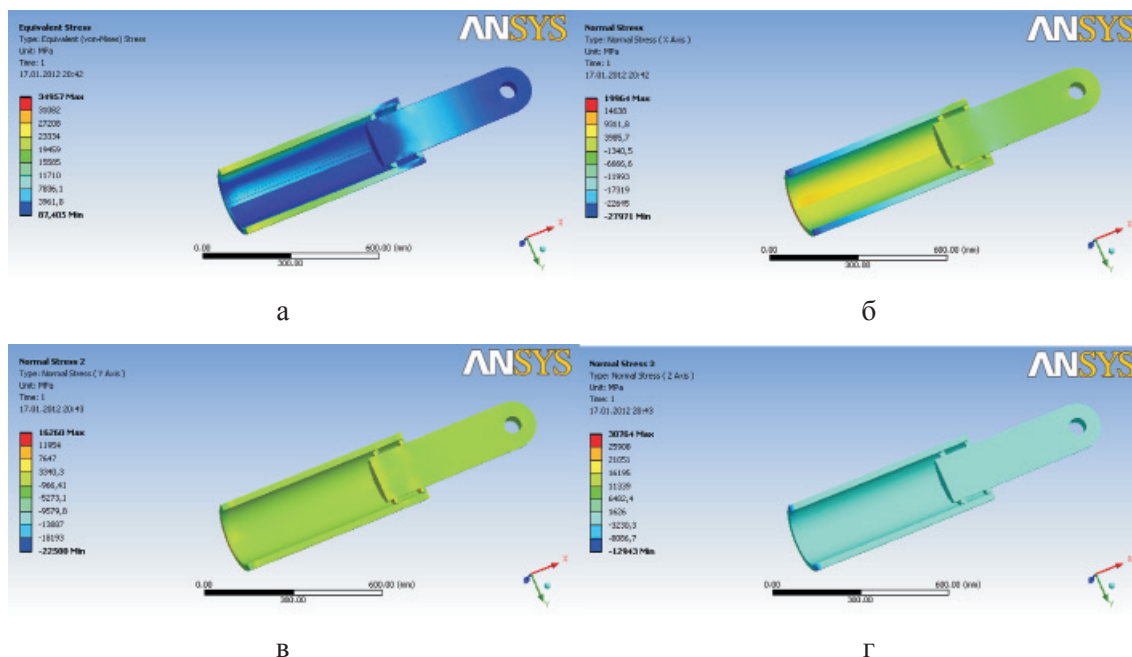 Equivalent Stress
Type: Equivalent (von-Mises) Stress
Unit: MPa
Time: 1
17.01.2012 20:42
34957 Max
31082
27208
23334
19459
15585
11710
7836,1
3961,8
87,405 Min
ANSYS
0.00
600.00 (mm)
300.00
X
Y
а
Normal Stress
Type: Normal Stress ( X Axis )
Unit: MPa
Time: 1
17.01.2012 20:42
19964 Max
14638
9311,8
3985,7
-1340,5
-6666,6
-11993
-17319
-22645
-27971 Min
ANSYS
0.00
600.00 (mm)
300.00
X
Y
б
Normal Stress 2
Type: Normal Stress ( Y Axis )
Unit: MPa
Time: 1
17.01.2012 20:43
16260 Max
11954
7647
3340,3
-966,41
-5273,1
-9579,8
-13887
-18193
-22500 Min
ANSYS
0.00
600.00 (mm)
300.00
X
Y
в
Normal Stress 3
Type: Normal Stress ( Z Axis )
Unit: MPa
Time: 1
17.01.2012 20:43
30764 Max
25908
21051
16195
11339
6482,4
1626
-3230,3
-8086,7
-12943 Min
ANSYS
0.00
600.00 (mm)
300.00
X
Y
г